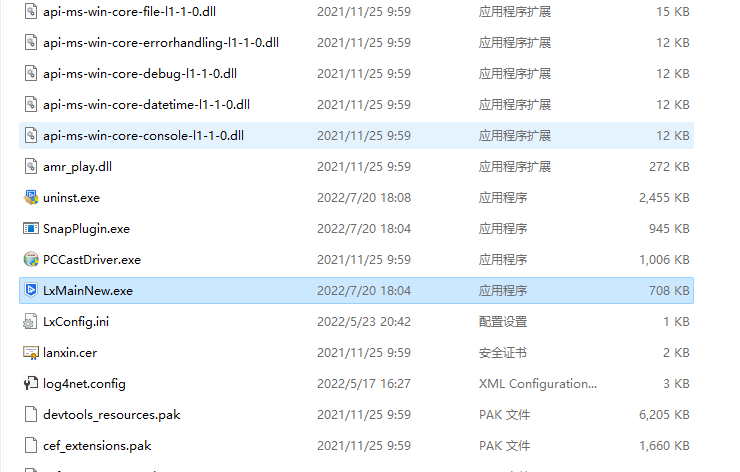 api-ms-win-core-file-l1-1-0.dll 2021/11/25 9:59 应用程序扩展 15 KB
api-ms-win-core-errorhandling-l1-1-0.dll 2021/11/25 9:59 应用程序扩展 12 KB
api-ms-win-core-debug-l1-1-0.dll 2021/11/25 9:59 应用程序扩展 12 KB
api-ms-win-core-datetime-l1-1-0.dll 2021/11/25 9:59 应用程序扩展 12 KB
api-ms-win-core-console-l1-1-0.dll 2021/11/25 9:59 应用程序扩展 12 KB
amr_play.dll 2021/11/25 9:59 应用程序扩展 272 KB
uninst.exe 2022/7/20 18:08 应用程序 2,455 KB
SnapPlugin.exe 2022/7/20 18:04 应用程序 945 KB
PCCastDriver.exe 2021/11/25 9:59 应用程序 1,006 KB
LxMainNew.exe 2022/7/20 18:04 应用程序 708 KB
LxConfig.ini 2022/5/23 20:42 配置设置 1 KB
lanxin.cer 2021/11/25 9:59 安全证书 2 KB
log4net.config 2022/5/17 16:27 XML Configuration... 3 KB
devtools_resources.pak 2021/11/25 9:59 PAK 文件 6,205 KB
cef_extensions.pak 2021/11/25 9:59 PAK 文件 1,660 KB